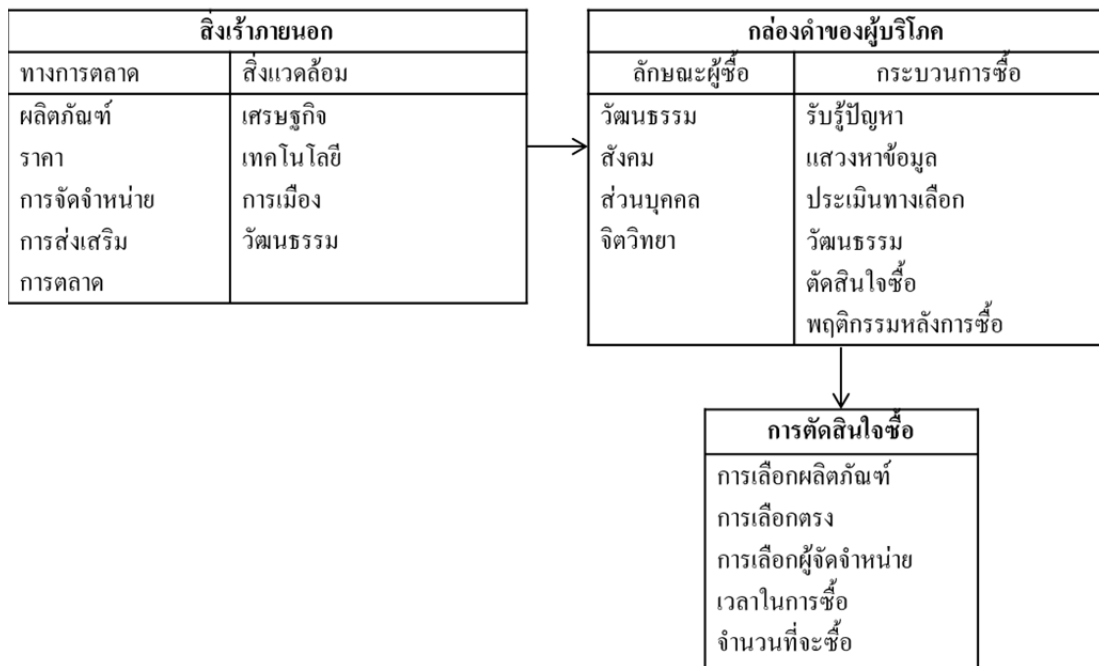 สิ่งเร้าภายนอก
ทางการตลาด
สิ่งแวดล้อม
ผลิตภัณฑ์
ราคา
การจัดจำหน่าย
การส่งเสริม
การตลาด
เศรษฐกิจ
เทคโนโลยี
การเมือง
วัฒนธรรม
กล่องดำของผู้บริโภค
ลักษณะผู้ซื้อ
กระบวนการซื้อ
วัฒนธรรม
สังคม
ส่วนบุคคล
จิตวิทยา
รับรู้ปัญหา
แสวงหาข้อมูล
ประเมินทางเลือก
วัฒนธรรม
ตัดสินใจซื้อ
พฤติกรรมหลังการซื้อ
การตัดสินใจซื้อ
การเลือกผลิตภัณฑ์
การเลือกตรง
การเลือกผู้จัดจำหน่าย
เวลาในการซื้อ
จำนวนที่จะซื้อ